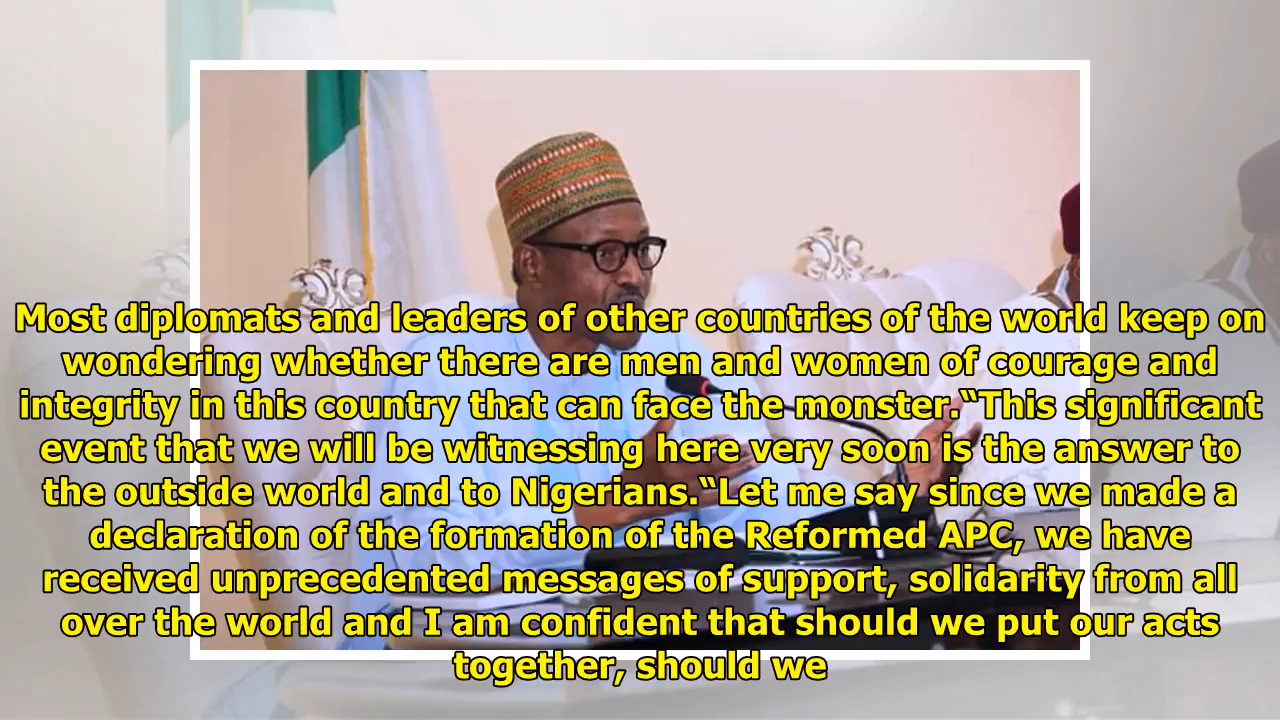 Most diplomats and leaders of other countries of the world keep on
wondering whether there are men and women of courage and
integrity in this country that can face the monster.“This significant
event that we will be witnessing here very soon is the answer to
the outside world and to Nigerians.“Let me say since we made a
declaration of the formation of the Reformed APC, we have
received unprecedented messages of support, solidarity from all
over the world and I am confident that should we put our acts
together, should we